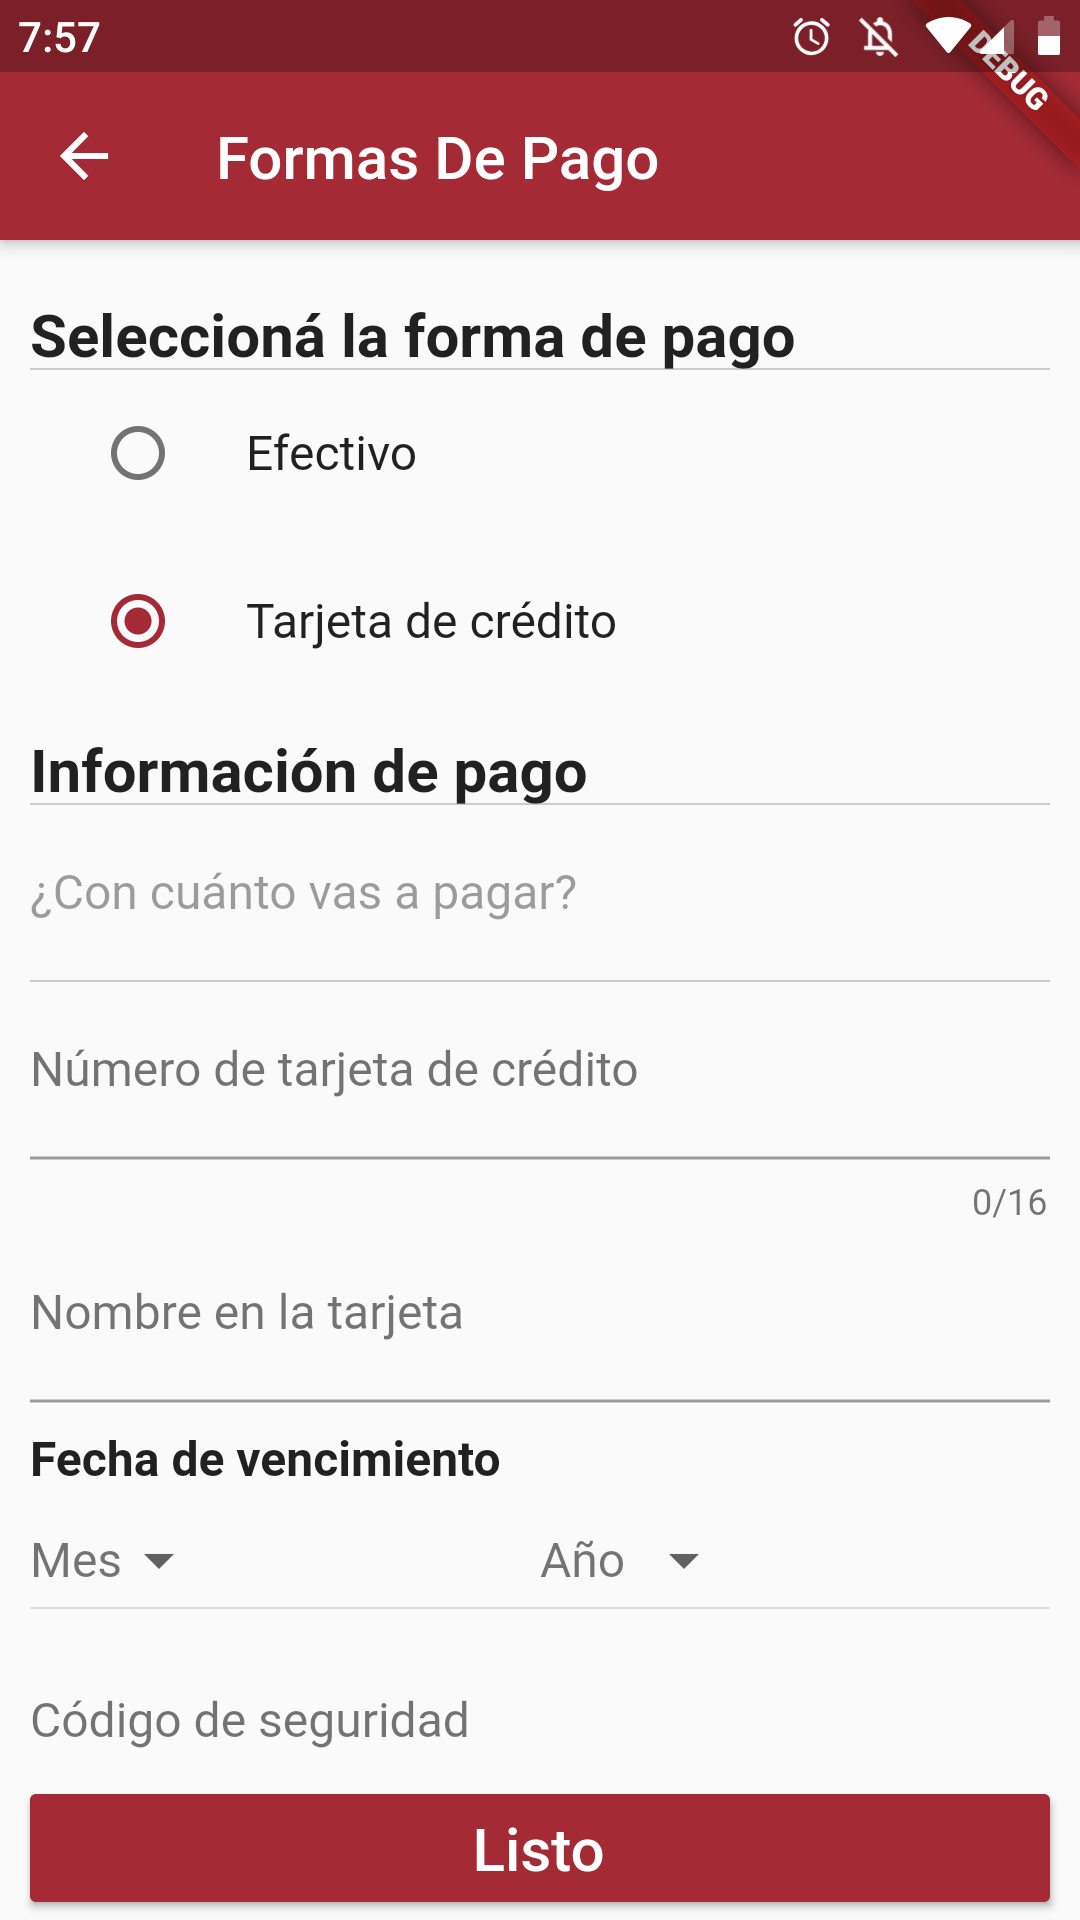 7:57
DEBUG
Formas De Pago
Seleccioná la forma de pago
Efectivo
Tarjeta de crédito
Información de pago
¿Con cuánto vas a pagar?
Número de tarjeta de crédito
0/16
Nombre en la tarjeta
Fecha de vencimiento
Mes Año
Código de seguridad
Listo